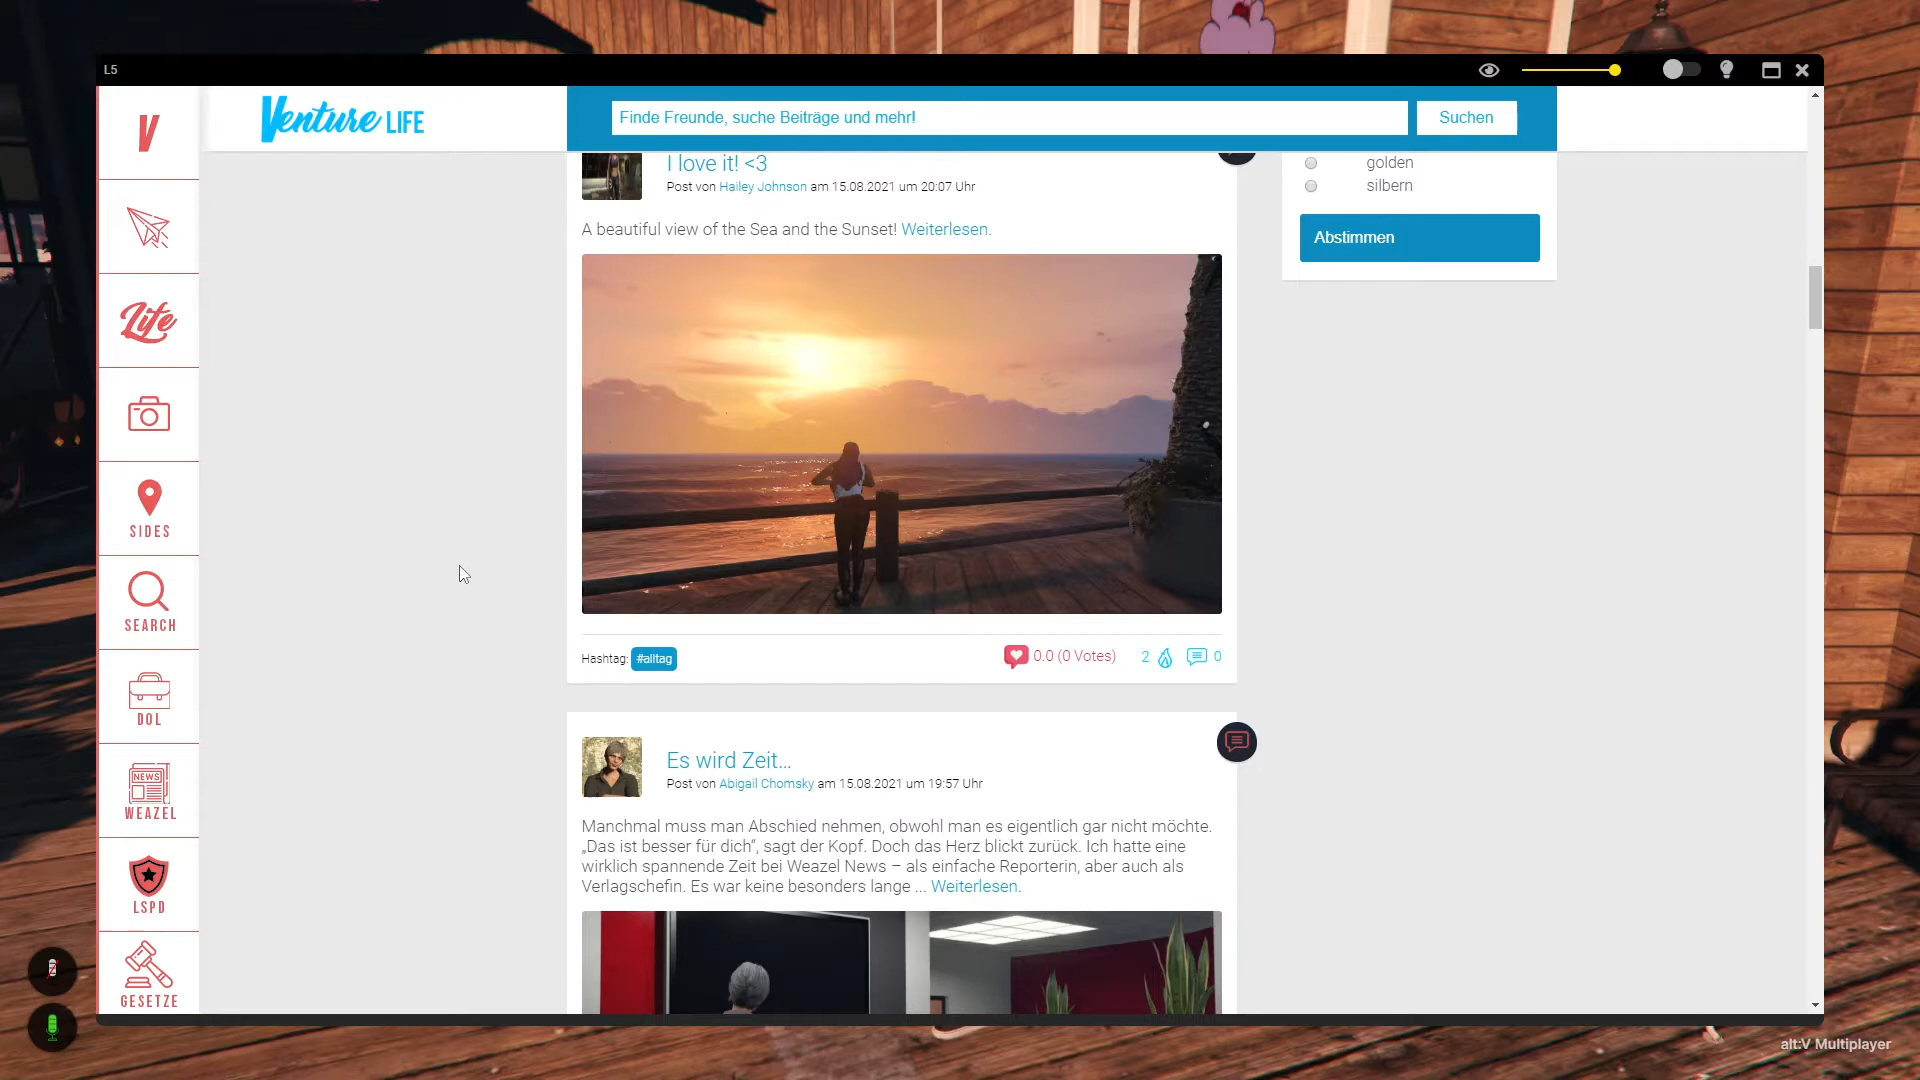 L5
V
Venture LIFE
Finde Freunde, suche Beiträge und mehr!
Suchen
I love it! <3
Post von Hailey Johnson am 15.08.2021 um 20:07 Uhr
A beautiful view of the Sea and the Sunset! Weiterlesen.
Hashtag: #alltag
0.0 (0 Votes)
2
0
Es wird Zeit...
Post von Abigail Chomsky am 15.08.2021 um 19:57 Uhr
Manchmal muss man Abschied nehmen, obwohl man es eigentlich gar nicht möchte.
„Das ist besser für dich“, sagt der Kopf. Doch das Herz blickt zurück. Ich hatte eine
wirklich spannende Zeit bei Weazel News – als einfache Reporterin, aber auch als
Verlagschefin. Es war keine besonders lange ... Weiterlesen.
golden
silbern
Abstimmen
Life
SIDES
SEARCH
DOL
NEWS
WEAZEL
LSPD
GESETZE
alt:V Multiplayer